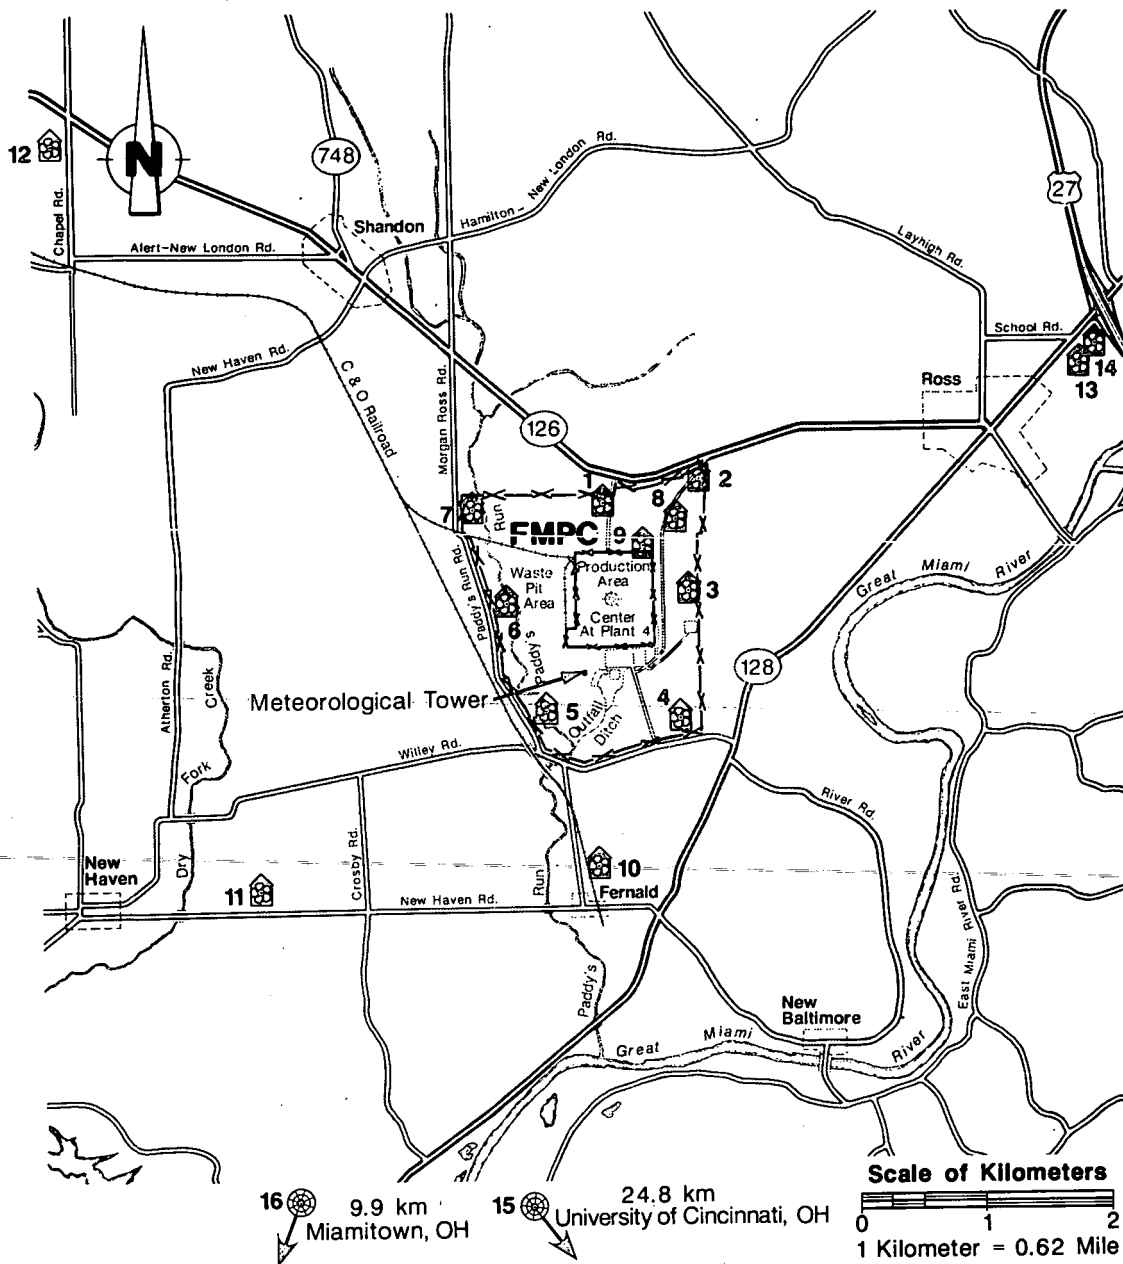 12
N
748
27
Chapel Rd.
Shandon
Hamilton – New London Rd.
Alert–New London Rd.
Layhigh Rd.
School Rd.
New Haven Rd.
C & O Railroad
Morgan Ross Rd.
Ross
14
13
126
1
2
8
7
Run
FMPC
9
Paddy's Run Rd.
Waste
Pit
Area
Production
Area
Center
At Plant 4
3
Great Miami River
6
Paddy's
128
Atherton Rd.
Creek
Meteorological Tower
5
4
Outfall
Ditch
Willey Rd.
Fork
River Rd.
Dry
Crosby Rd.
New
Haven
11
10
Run
Fernald
New Haven Rd.
East Miami River Rd.
Paddy's
New
Baltimore
Great Miami River
Scale of Kilometers
16
9.9 km
Miamitown, OH
15
24.8 km
University of Cincinnati, OH
0 1 2
1 Kilometer = 0.62 Mile